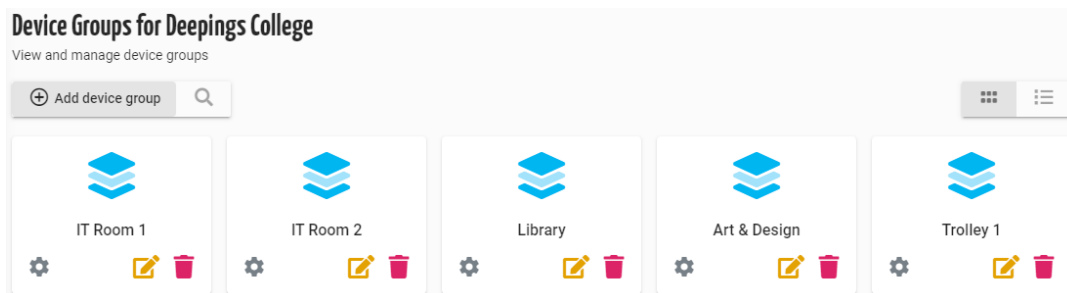 Device Groups for Deepings College
View and manage device groups
Add device group
IT Room 1
IT Room 2
Library
Art & Design
Trolley 1